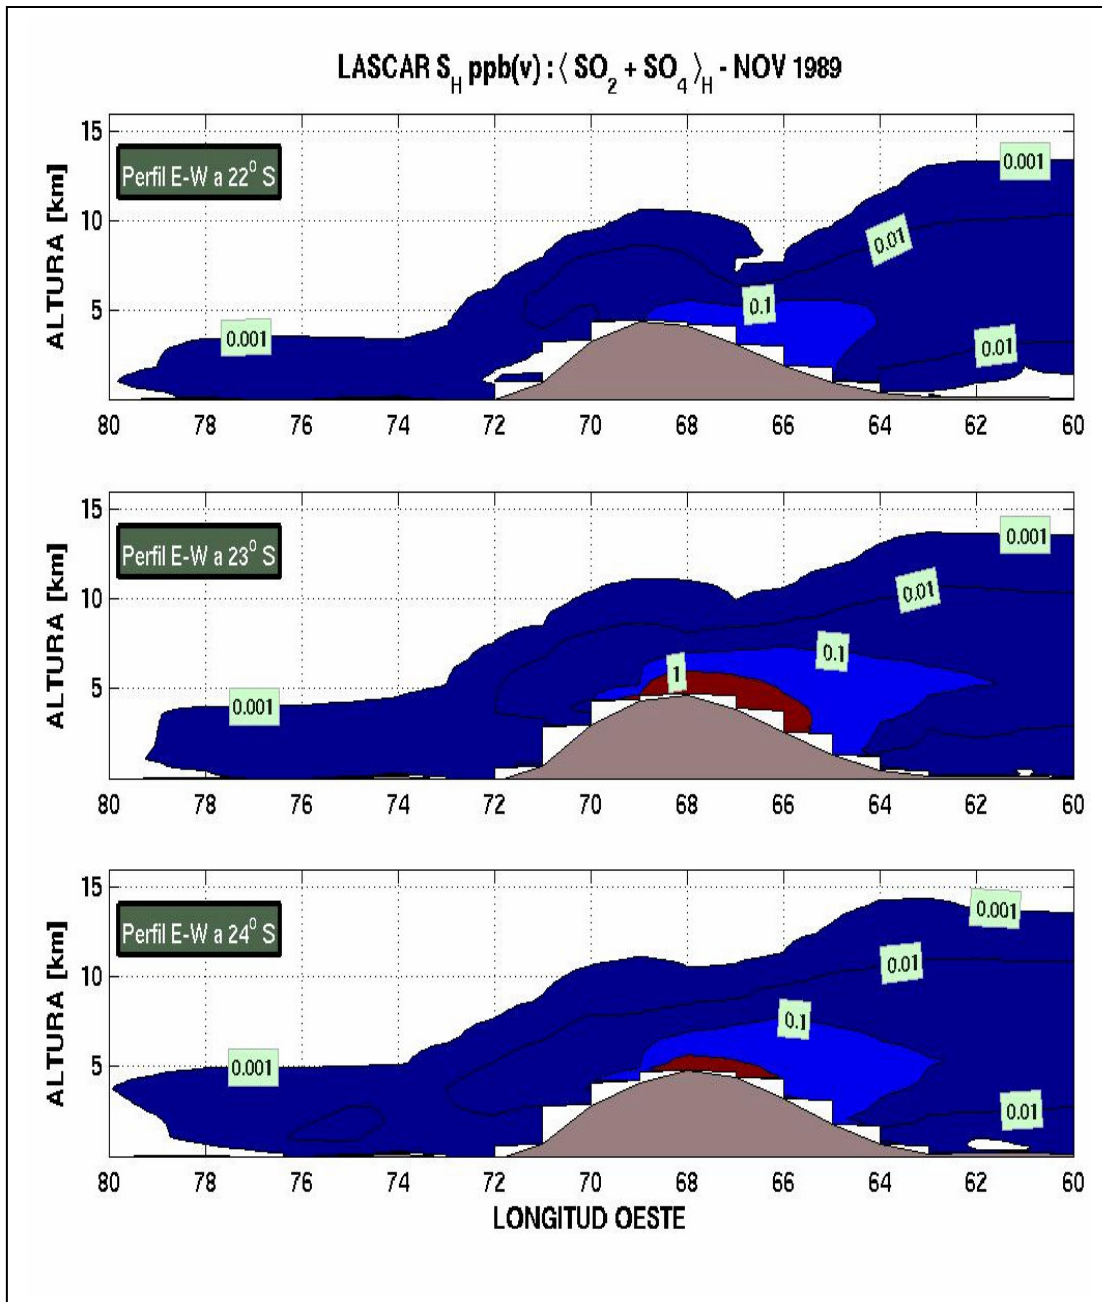 LASCAR S_H ppb(v) : ⟨ SO_2 + SO_4 ⟩_H - NOV 1989
15
10
5
ALTURA [km]
Perfil E-W a 22⁰ S
0.001
0.001
0.01
0.1
0.01
80 78 76 74 72 70 68 66 64 62 60
15
10
5
ALTURA [km]
Perfil E-W a 23⁰ S
0.001
0.01
0.1
1
0.001
80 78 76 74 72 70 68 66 64 62 60
15
10
5
ALTURA [km]
Perfil E-W a 24⁰ S
0.001
0.01
0.1
0.001
0.01
80 78 76 74 72 70 68 66 64 62 60
LONGITUD OESTE